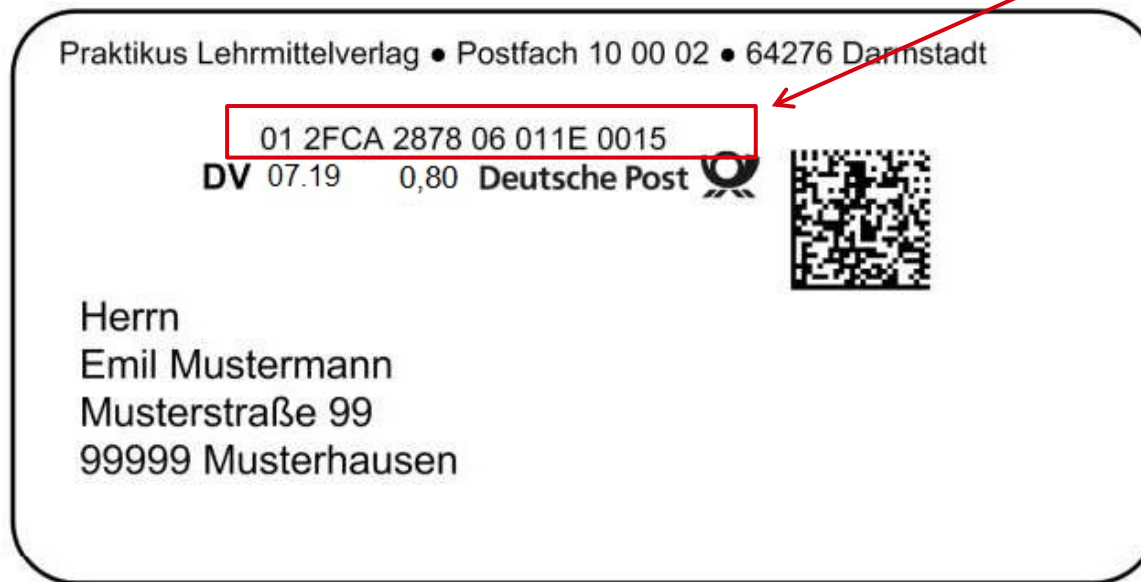 Praktikus Lehrmittelverlag ● Postfach 10 00 02 ● 64276 Darmstadt
01 2FCA 2878 06 011E 0015
DV 07.19 0,80 Deutsche Post
Herrn
Emil Mustermann
Musterstraße 99
99999 Musterhausen